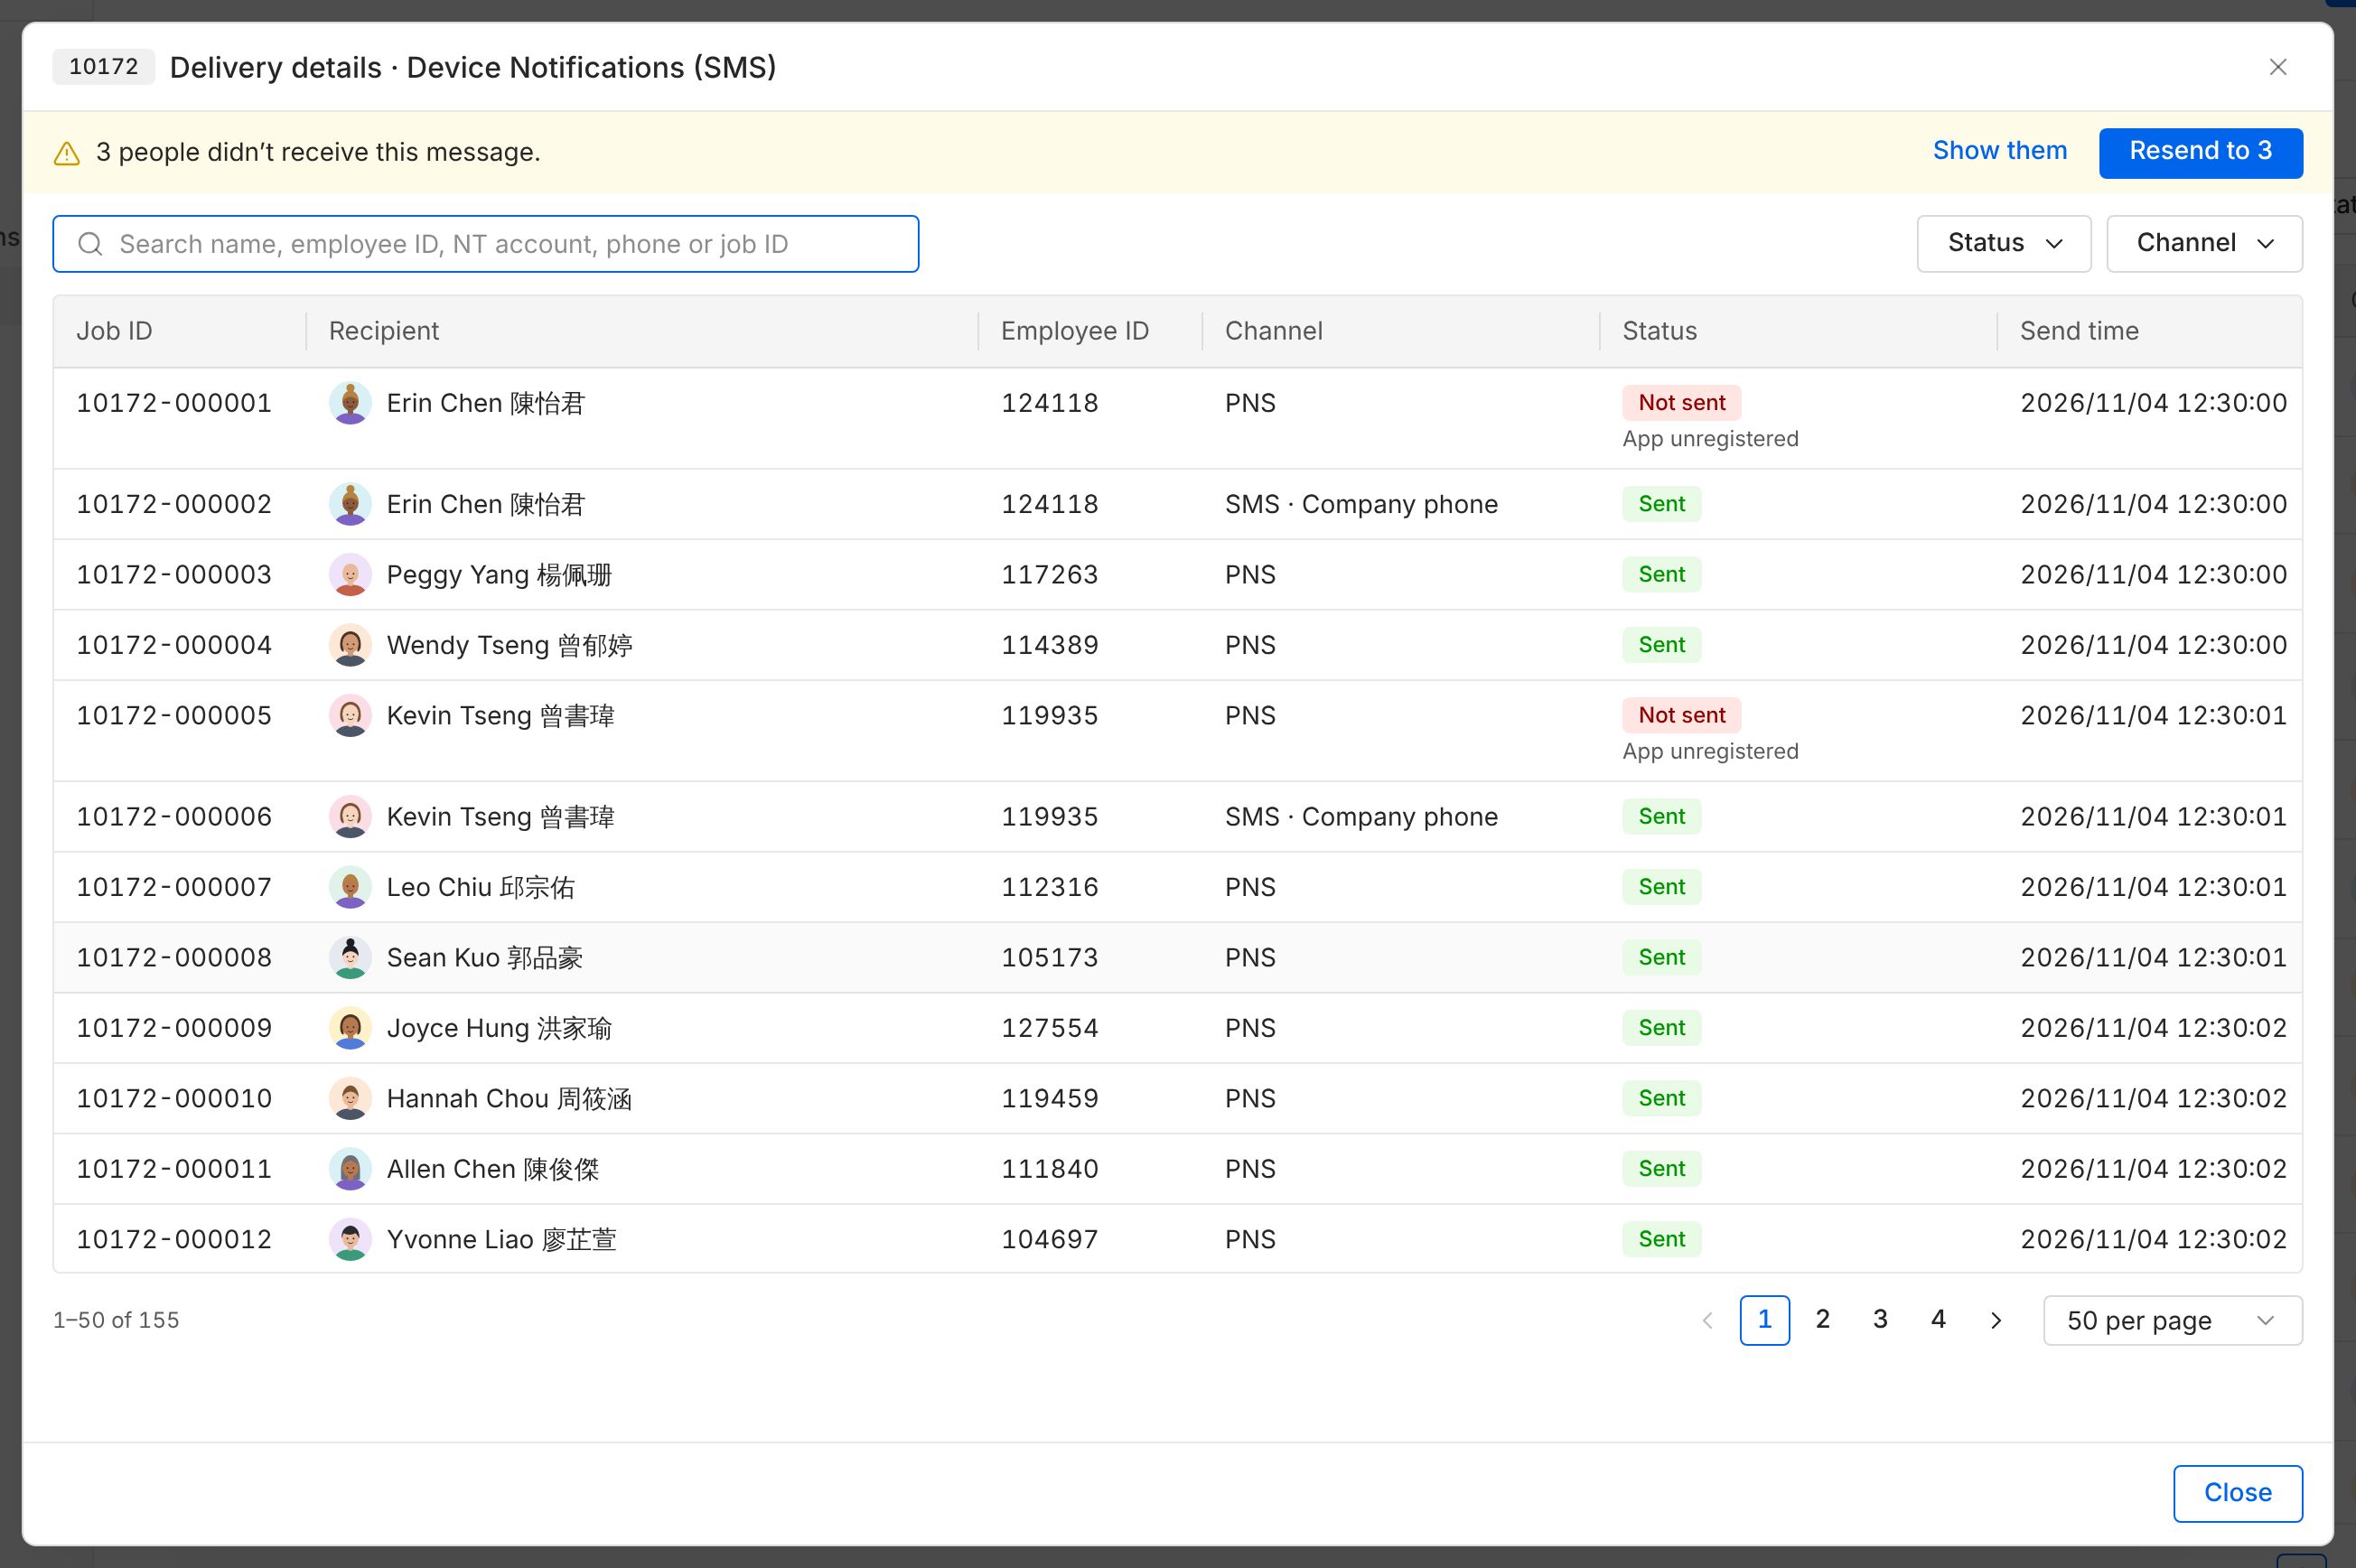 10172 Delivery details · Device Notifications (SMS)
3 people didn’t receive this message. Show them Resend to 3
Search name, employee ID, NT account, phone or job ID Status Channel
Job ID Recipient Employee ID Channel Status Send time
10172-000001 Erin Chen 陳怡君 124118 PNS Not sent 2026/11/04 12:30:00
App unregistered
10172-000002 Erin Chen 陳怡君 124118 SMS · Company phone Sent 2026/11/04 12:30:00
10172-000003 Peggy Yang 楊佩珊 117263 PNS Sent 2026/11/04 12:30:00
10172-000004 Wendy Tseng 曾郁婷 114389 PNS Sent 2026/11/04 12:30:00
10172-000005 Kevin Tseng 曾書瑋 119935 PNS Not sent 2026/11/04 12:30:01
App unregistered
10172-000006 Kevin Tseng 曾書瑋 119935 SMS · Company phone Sent 2026/11/04 12:30:01
10172-000007 Leo Chiu 邱宗佑 112316 PNS Sent 2026/11/04 12:30:01
10172-000008 Sean Kuo 郭品豪 105173 PNS Sent 2026/11/04 12:30:01
10172-000009 Joyce Hung 洪家瑜 127554 PNS Sent 2026/11/04 12:30:02
10172-000010 Hannah Chou 周筱涵 119459 PNS Sent 2026/11/04 12:30:02
10172-000011 Allen Chen 陳俊傑 111840 PNS Sent 2026/11/04 12:30:02
10172-000012 Yvonne Liao 廖芷萱 104697 PNS Sent 2026/11/04 12:30:02
1–50 of 155 1 2 3 4 50 per page
Close